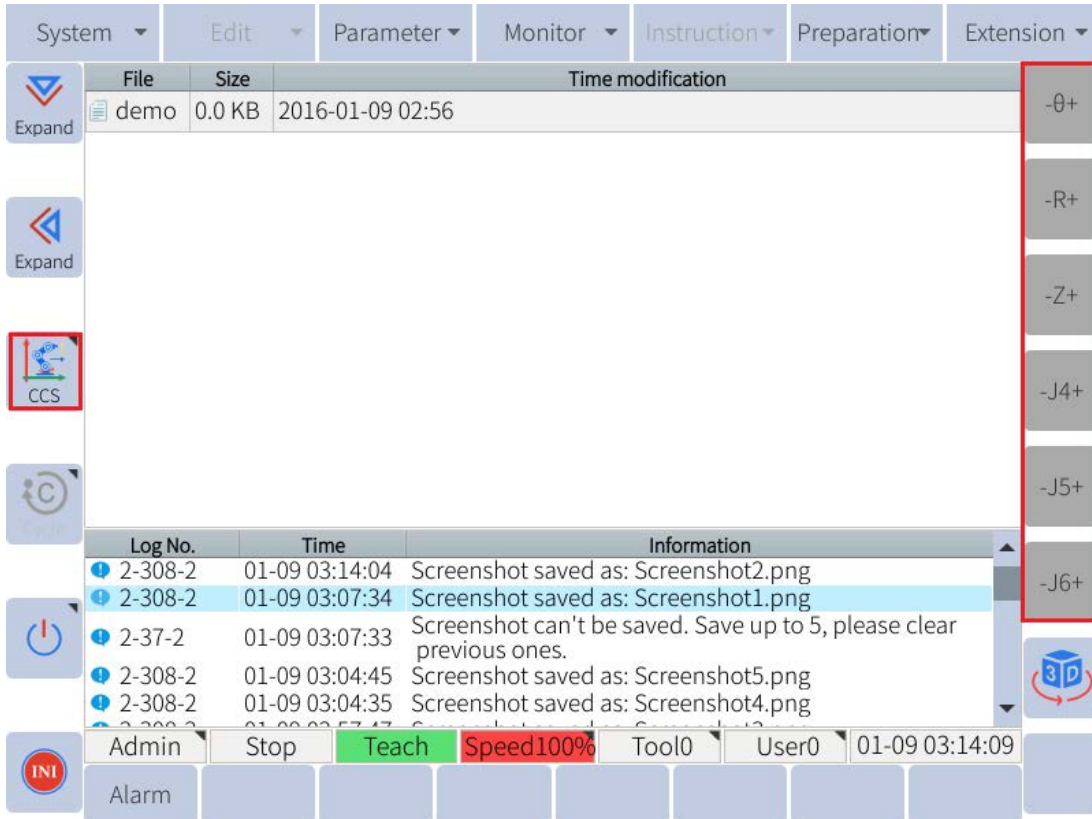 System Edit Parameter Monitor Instruction Preparation Extension
File Size Time modification
demo 0.0 KB 2016-01-09 02:56
Expand
-θ+
-R+
Expand
-Z+
CCS
-J4+
C
Cycle
-J5+
Log No. Time Information
2-308-2 01-09 03:14:04 Screenshot saved as: Screenshot2.png
2-308-2 01-09 03:07:34 Screenshot saved as: Screenshot1.png
-J6+
2-37-2 01-09 03:07:33 Screenshot can't be saved. Save up to 5, please clear
previous ones.
2-308-2 01-09 03:04:45 Screenshot saved as: Screenshot5.png
3D
2-308-2 01-09 03:04:35 Screenshot saved as: Screenshot4.png
Admin Stop Teach Speed100% Tool0 User0 01-09 03:14:09
INI
Alarm